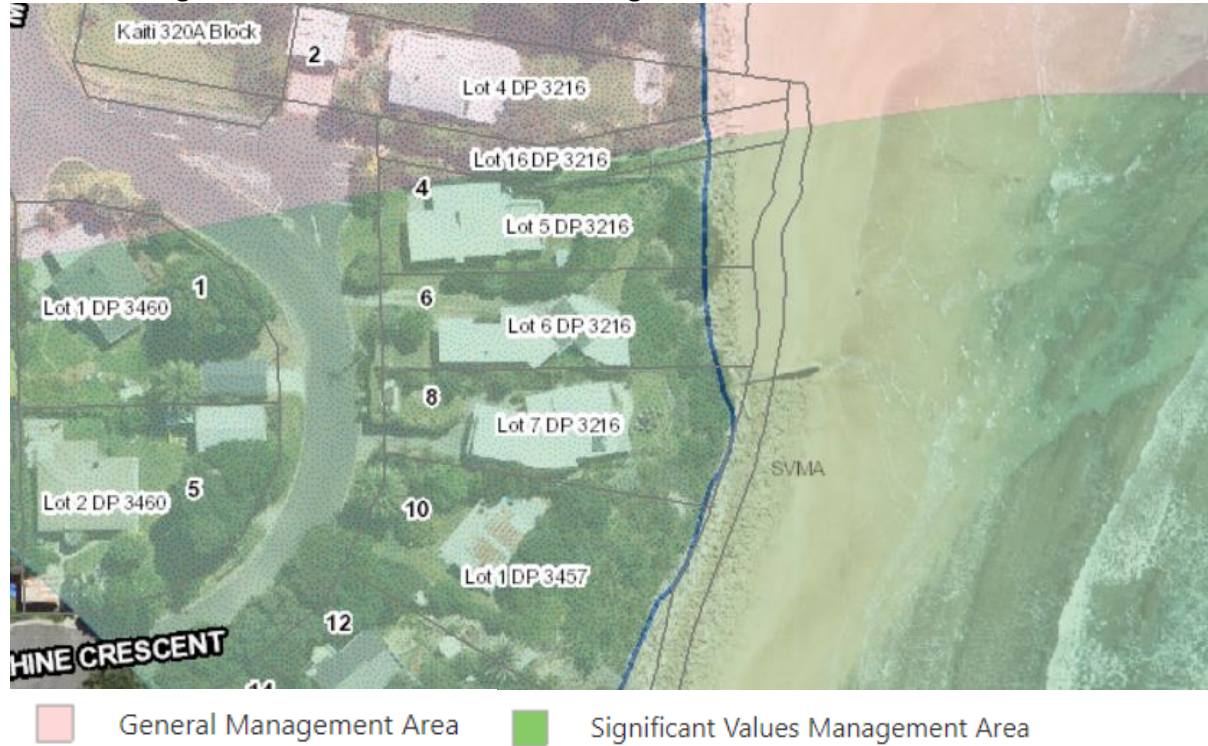 Kaiti 320A Block
2
Lot 4 DP 3216
Lot 16 DP 3216
4
Lot 5 DP 3216
1
6
Lot 1 DP 3460
Lot 6 DP 3216
8
Lot 7 DP 3216
SVMA
5
Lot 2 DP 3460
10
Lot 1 DP 3457
12
HINE CRESCENT
General Management Area
Significant Values Management Area